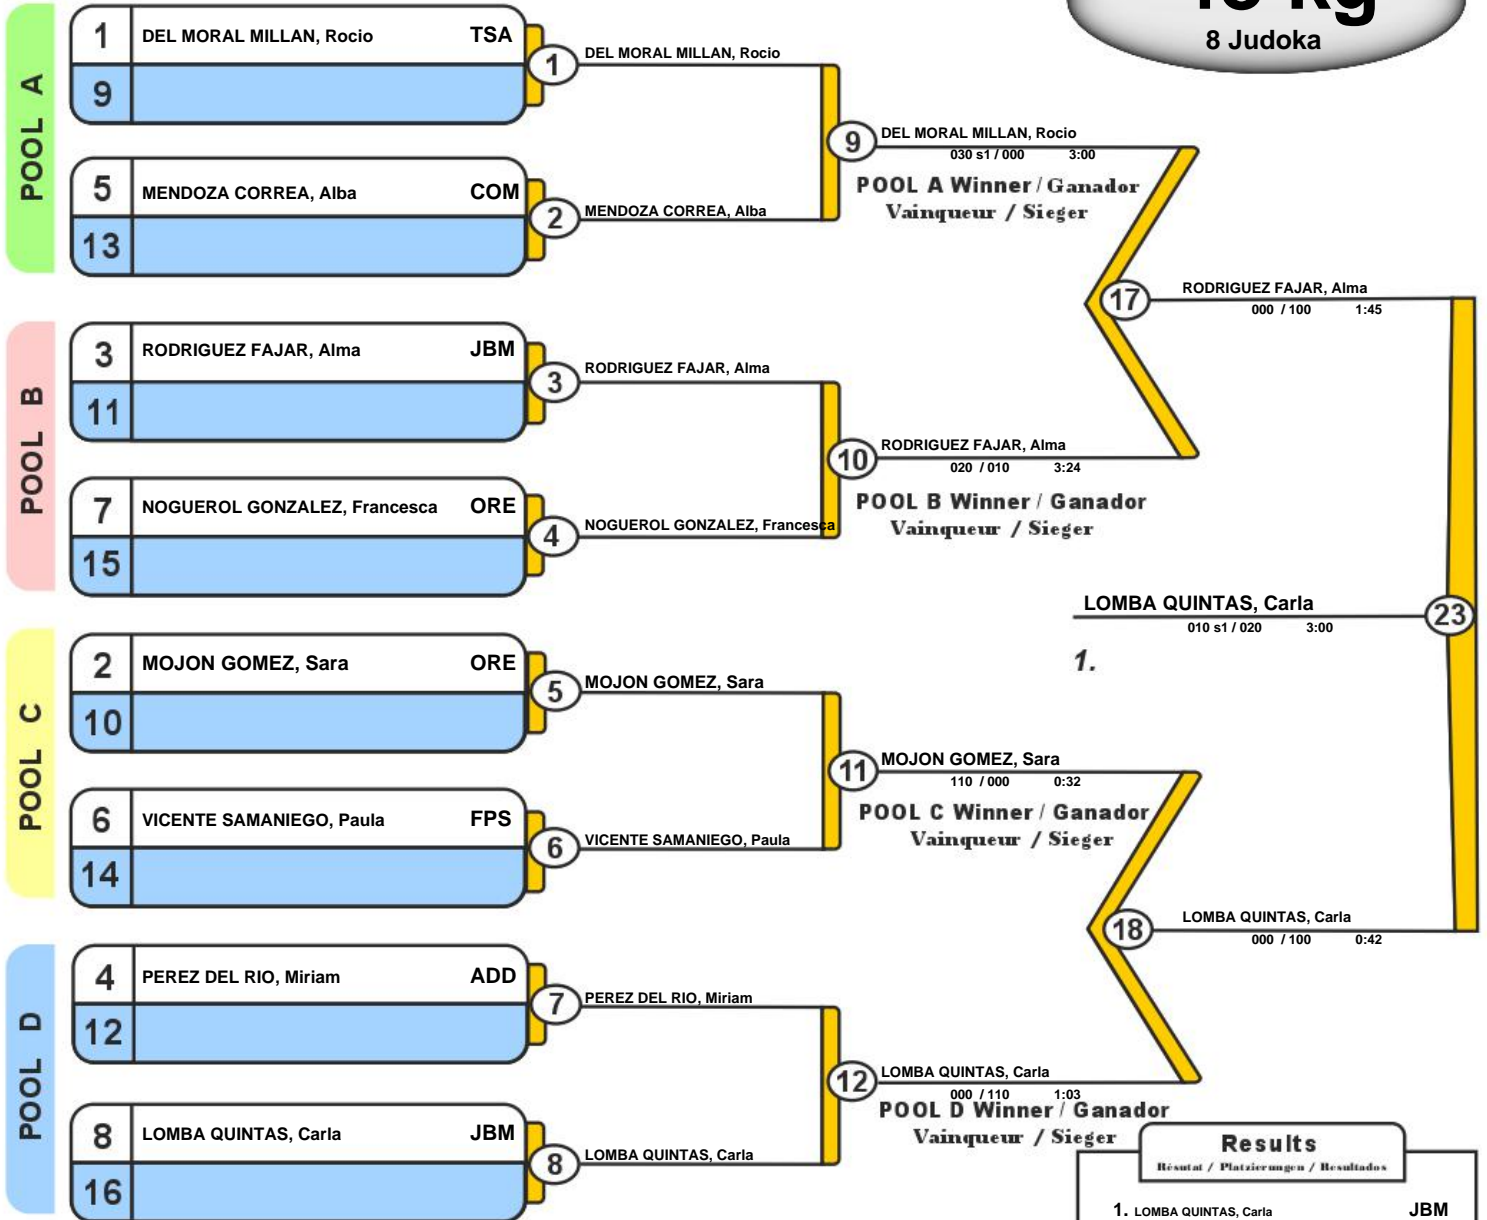 8 Judoka
POOL A
1 DEL MORAL MILLAN, Rocio TSA
9
5 MENDOZA CORREA, Alba COM
13
1 DEL MORAL MILLAN, Rocio
2 MENDOZA CORREA, Alba
9 DEL MORAL MILLAN, Rocio
030 s1 / 000 3:00
POOL A Winner / Ganador
Vainqueur / Sieger
POOL B
3 RODRIGUEZ FAJAR, Alma JBM
11
7 NOGUEROL GONZALEZ, Francesca ORE
15
3 RODRIGUEZ FAJAR, Alma
4 NOGUEROL GONZALEZ, Francesca
10 RODRIGUEZ FAJAR, Alma
020 / 010 3:24
POOL B Winner / Ganador
Vainqueur / Sieger
17 RODRIGUEZ FAJAR, Alma
000 / 100 1:45
POOL C
2 MOJON GOMEZ, Sara ORE
10
6 VICENTE SAMANIEGO, Paula FPS
14
5 MOJON GOMEZ, Sara
6 VICENTE SAMANIEGO, Paula
11 MOJON GOMEZ, Sara
110 / 000 0:32
POOL C Winner / Ganador
Vainqueur / Sieger
POOL D
4 PEREZ DEL RIO, Miriam ADD
12
8 LOMBA QUINTAS, Carla JBM
16
7 PEREZ DEL RIO, Miriam
8 LOMBA QUINTAS, Carla
12 LOMBA QUINTAS, Carla
000 / 110 1:03
POOL D Winner / Ganador
Vainqueur / Sieger
18 LOMBA QUINTAS, Carla
000 / 100 0:42
LOMBA QUINTAS, Carla 23
010 s1 / 020 3:00
1.
Results
Résutat / Platzierungen / Resultados
1. LOMBA QUINTAS, Carla JBM